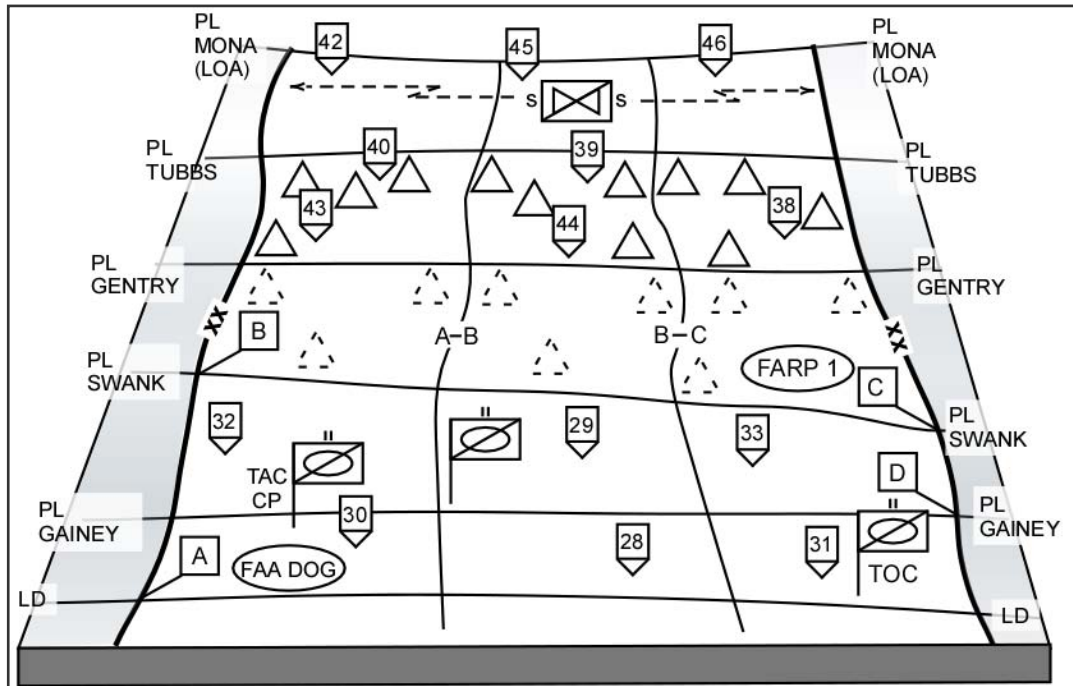 PL
MONA
(LOA)
42
45
46
PL
MONA
(LOA)
S
S
PL
TUBBS
40
39
PL
TUBBS
43
44
38
PL
GENTRY
PL
GENTRY
XX
XX
B
A–B
B–C
PL
SWANK
FARP 1
C
PL
SWANK
32
29
33
II
II
TAC
CP
D
PL
GAINEY
30
28
31
II
TOC
PL
GAINEY
A
FAA DOG
LD
LD